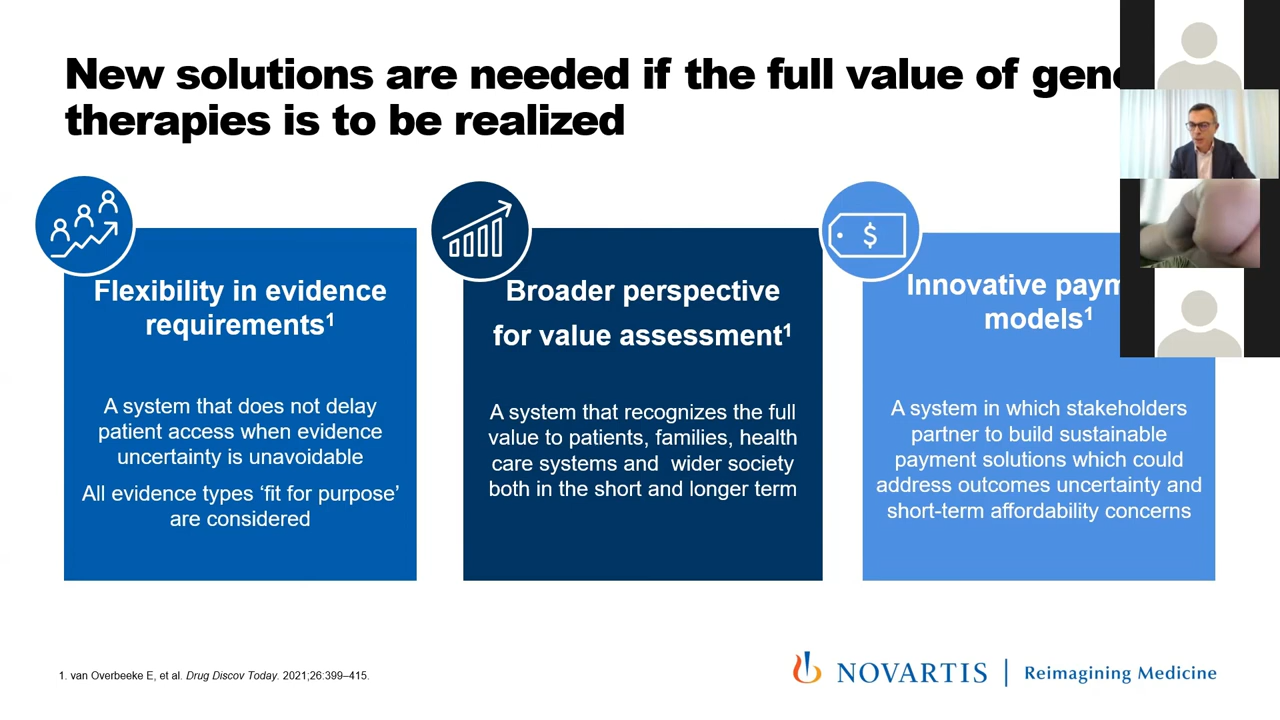 New solutions are needed if the full value of
therapies is to be realized
Flexibility in evidence
requirements¹
A system that does not delay
patient access when evidence
uncertainty is unavoidable
All evidence types ‘fit for purpose’
are considered
Broader perspective
for value assessment¹
A system that recognizes the full
value to patients, families, health
care systems and wider society
both in the short and longer term
$
Innovative
models¹
A system in which stakeholders
partner to build sustainable
payment solutions which could
address outcomes uncertainty and
short-term affordability concerns
1. van Overbeeke E, et al. Drug Discov Today. 2021;26:399–415.
NOVARTIS | Reimagining Medicine